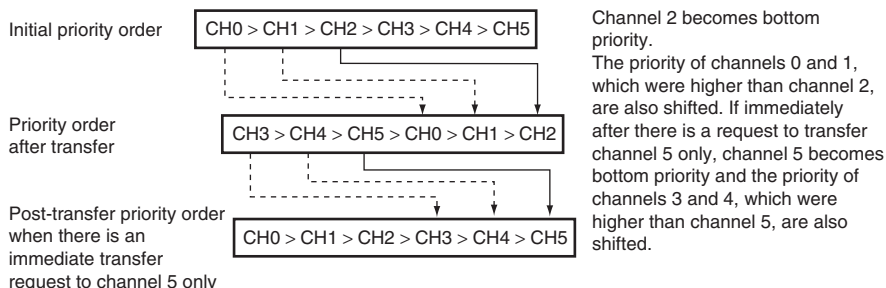 Initial priority order
CH0 > CH1 > CH2 > CH3 > CH4 > CH5
Priority order
after transfer
CH3 > CH4 > CH5 > CH0 > CH1 > CH2
Post-transfer priority order
when there is an
immediate transfer
request to channel 5 only
CH0 > CH1 > CH2 > CH3 > CH4 > CH5
Channel 2 becomes bottom
priority.
The priority of channels 0 and 1,
which were higher than channel 2,
are also shifted. If immediately
after there is a request to transfer
channel 5 only, channel 5 becomes
bottom priority and the priority of
channels 3 and 4, which were
higher than channel 5, are also
shifted.